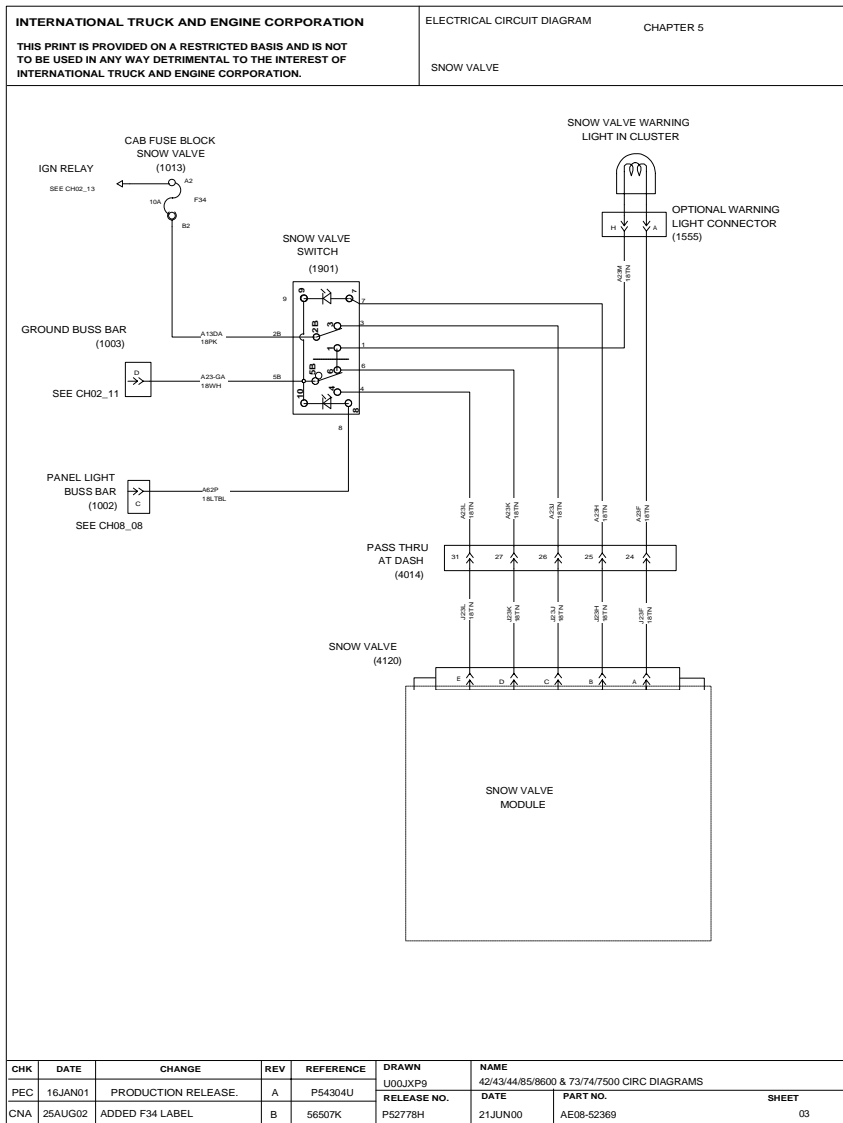 INTERNATIONAL TRUCK AND ENGINE CORPORATION
THIS PRINT IS PROVIDED ON A RESTRICTED BASIS AND IS NOT
TO BE USED IN ANY WAY DETRIMENTAL TO THE INTEREST OF
INTERNATIONAL TRUCK AND ENGINE CORPORATION.
ELECTRICAL CIRCUIT DIAGRAM
CHAPTER 5
SNOW VALVE
SNOW VALVE WARNING
LIGHT IN CLUSTER
CAB FUSE BLOCK
SNOW VALVE
(1013)
IGN RELAY
SEE CH02_13
A2
10A
F34
B2
OPTIONAL WARNING
LIGHT CONNECTOR
(1555)
H
A
A23M
18TN
SNOW VALVE
SWITCH
(1901)
9
9
7
7
2B
3
3
1
1
5B
6
6
4
4
10
8
8
GROUND BUSS BAR
(1003)
A13DA
18PK
2B
D
A23-GA
18WH
5B
SEE CH02_11
PANEL LIGHT
BUSS BAR
(1002)
C
A62P
18LTBL
SEE CH08_08
A23L
18TN
A23K
18TN
A23J
18TN
A23H
18TN
A23F
18TN
PASS THRU
AT DASH
(4014)
31
27
26
25
24
J23L
18TN
J23K
18TN
J23J
18TN
J23H
18TN
J23F
18TN
SNOW VALVE
(4120)
E
D
C
B
A
SNOW VALVE
MODULE
CHK DATE CHANGE REV REFERENCE
PEC 16JAN01 PRODUCTION RELEASE. A P54304U
CNA 25AUG02 ADDED F34 LABEL B 56507K
DRAWN
U00JXP9
RELEASE NO.
P52778H
NAME
42/43/44/85/8600 & 73/74/7500 CIRC DIAGRAMS
DATE PART NO. SHEET
21JUN00 AE08-52369 03